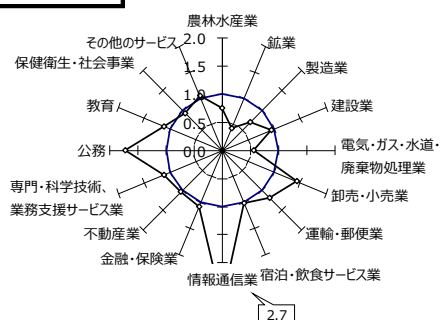 農林水産業
その他のサービス
鉱業
保健衛生・社会事業
製造業
教育
建設業
公務
電気・ガス・水道・
廃棄物処理業
専門・科学技術、
業務支援サービス業
卸売・小売業
不動産業
運輸・郵便業
金融・保険業
情報通信業
宿泊・飲食サービス業
2.0
1.5
1.0
0.5
0.0
2.7